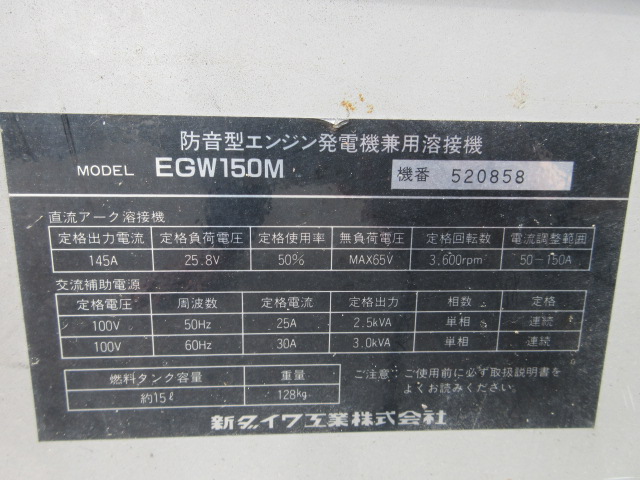 防音型エンジン発電機兼用溶接機
MODEL EGW150M 機番 520858
直流アーク溶接機
定格出力電流 定格負荷電圧 定格使用率 無負荷電圧 定格回転数 電流調整範囲
145A 25.8V 50% MAX65V 3,600rpm 50-150A
交流補助電源
定格電圧 周波数 定格電流 定格出力 相数 定格
100V 50Hz 25A 2.5kVA 単相 連続
100V 60Hz 30A 3.0kVA 単相 連続
燃料タンク容量 重量
約15ℓ 128kg
ご注意:ご使用前に必ず取扱説明書を
よくお読みください。
新ダイワ工業株式会社